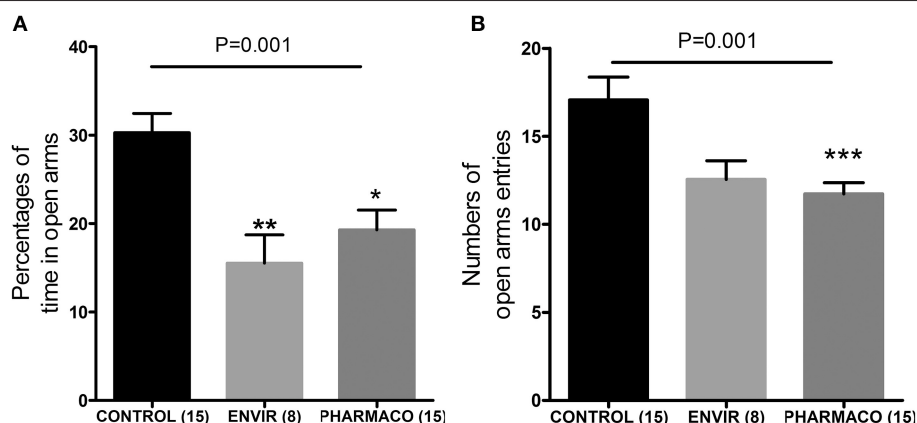 A
P=0.001
Percentages of
time in open arms
40
30
20
10
0
**
*
CONTROL (15) ENVIR (8) PHARMACO (15)
B
P=0.001
Numbers of
open arms entries
20
15
10
5
0
***
CONTROL (15) ENVIR (8) PHARMACO (15)